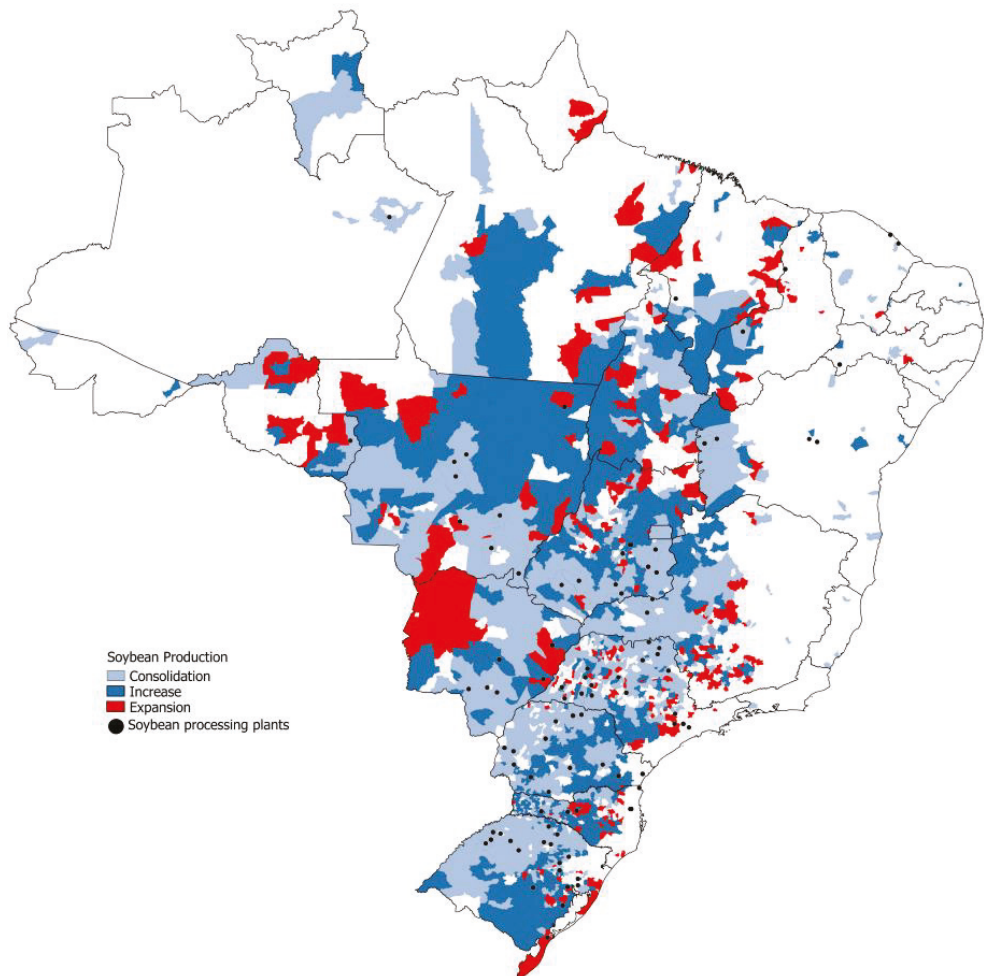 Soybean Production
Consolidation
Increase
Expansion
Soybean processing plants